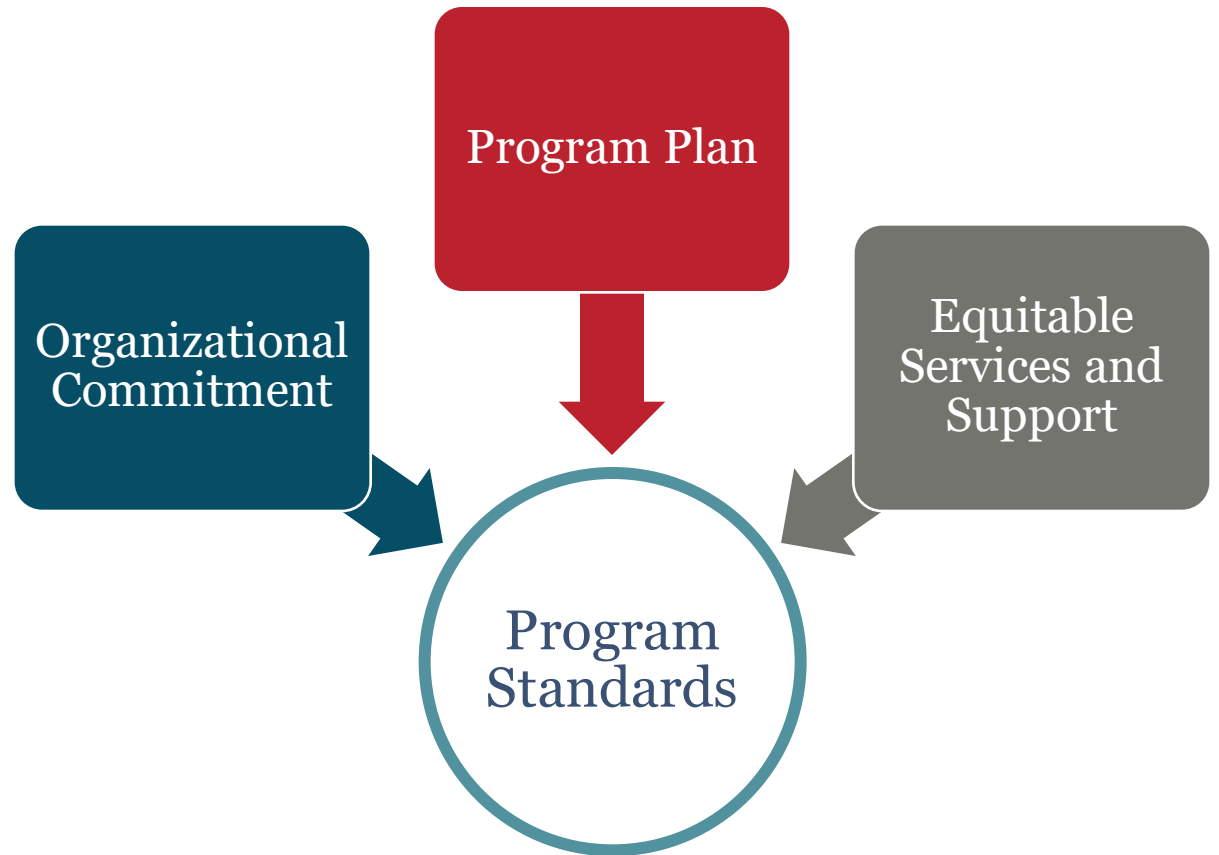 Program Plan
Organizational
Commitment
Equitable
Services and
Support
Program
Standards